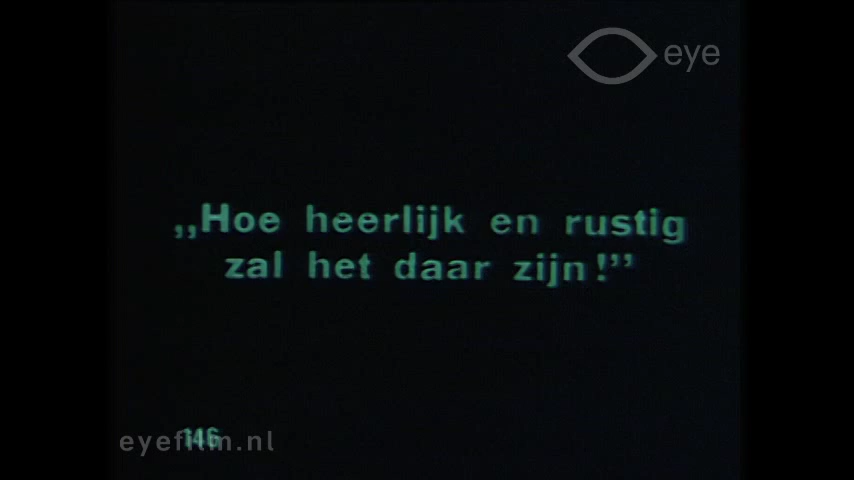 eye
„Hoe heerlijk en rustig
zal het daar zijn!”
146
eyefilm.nl